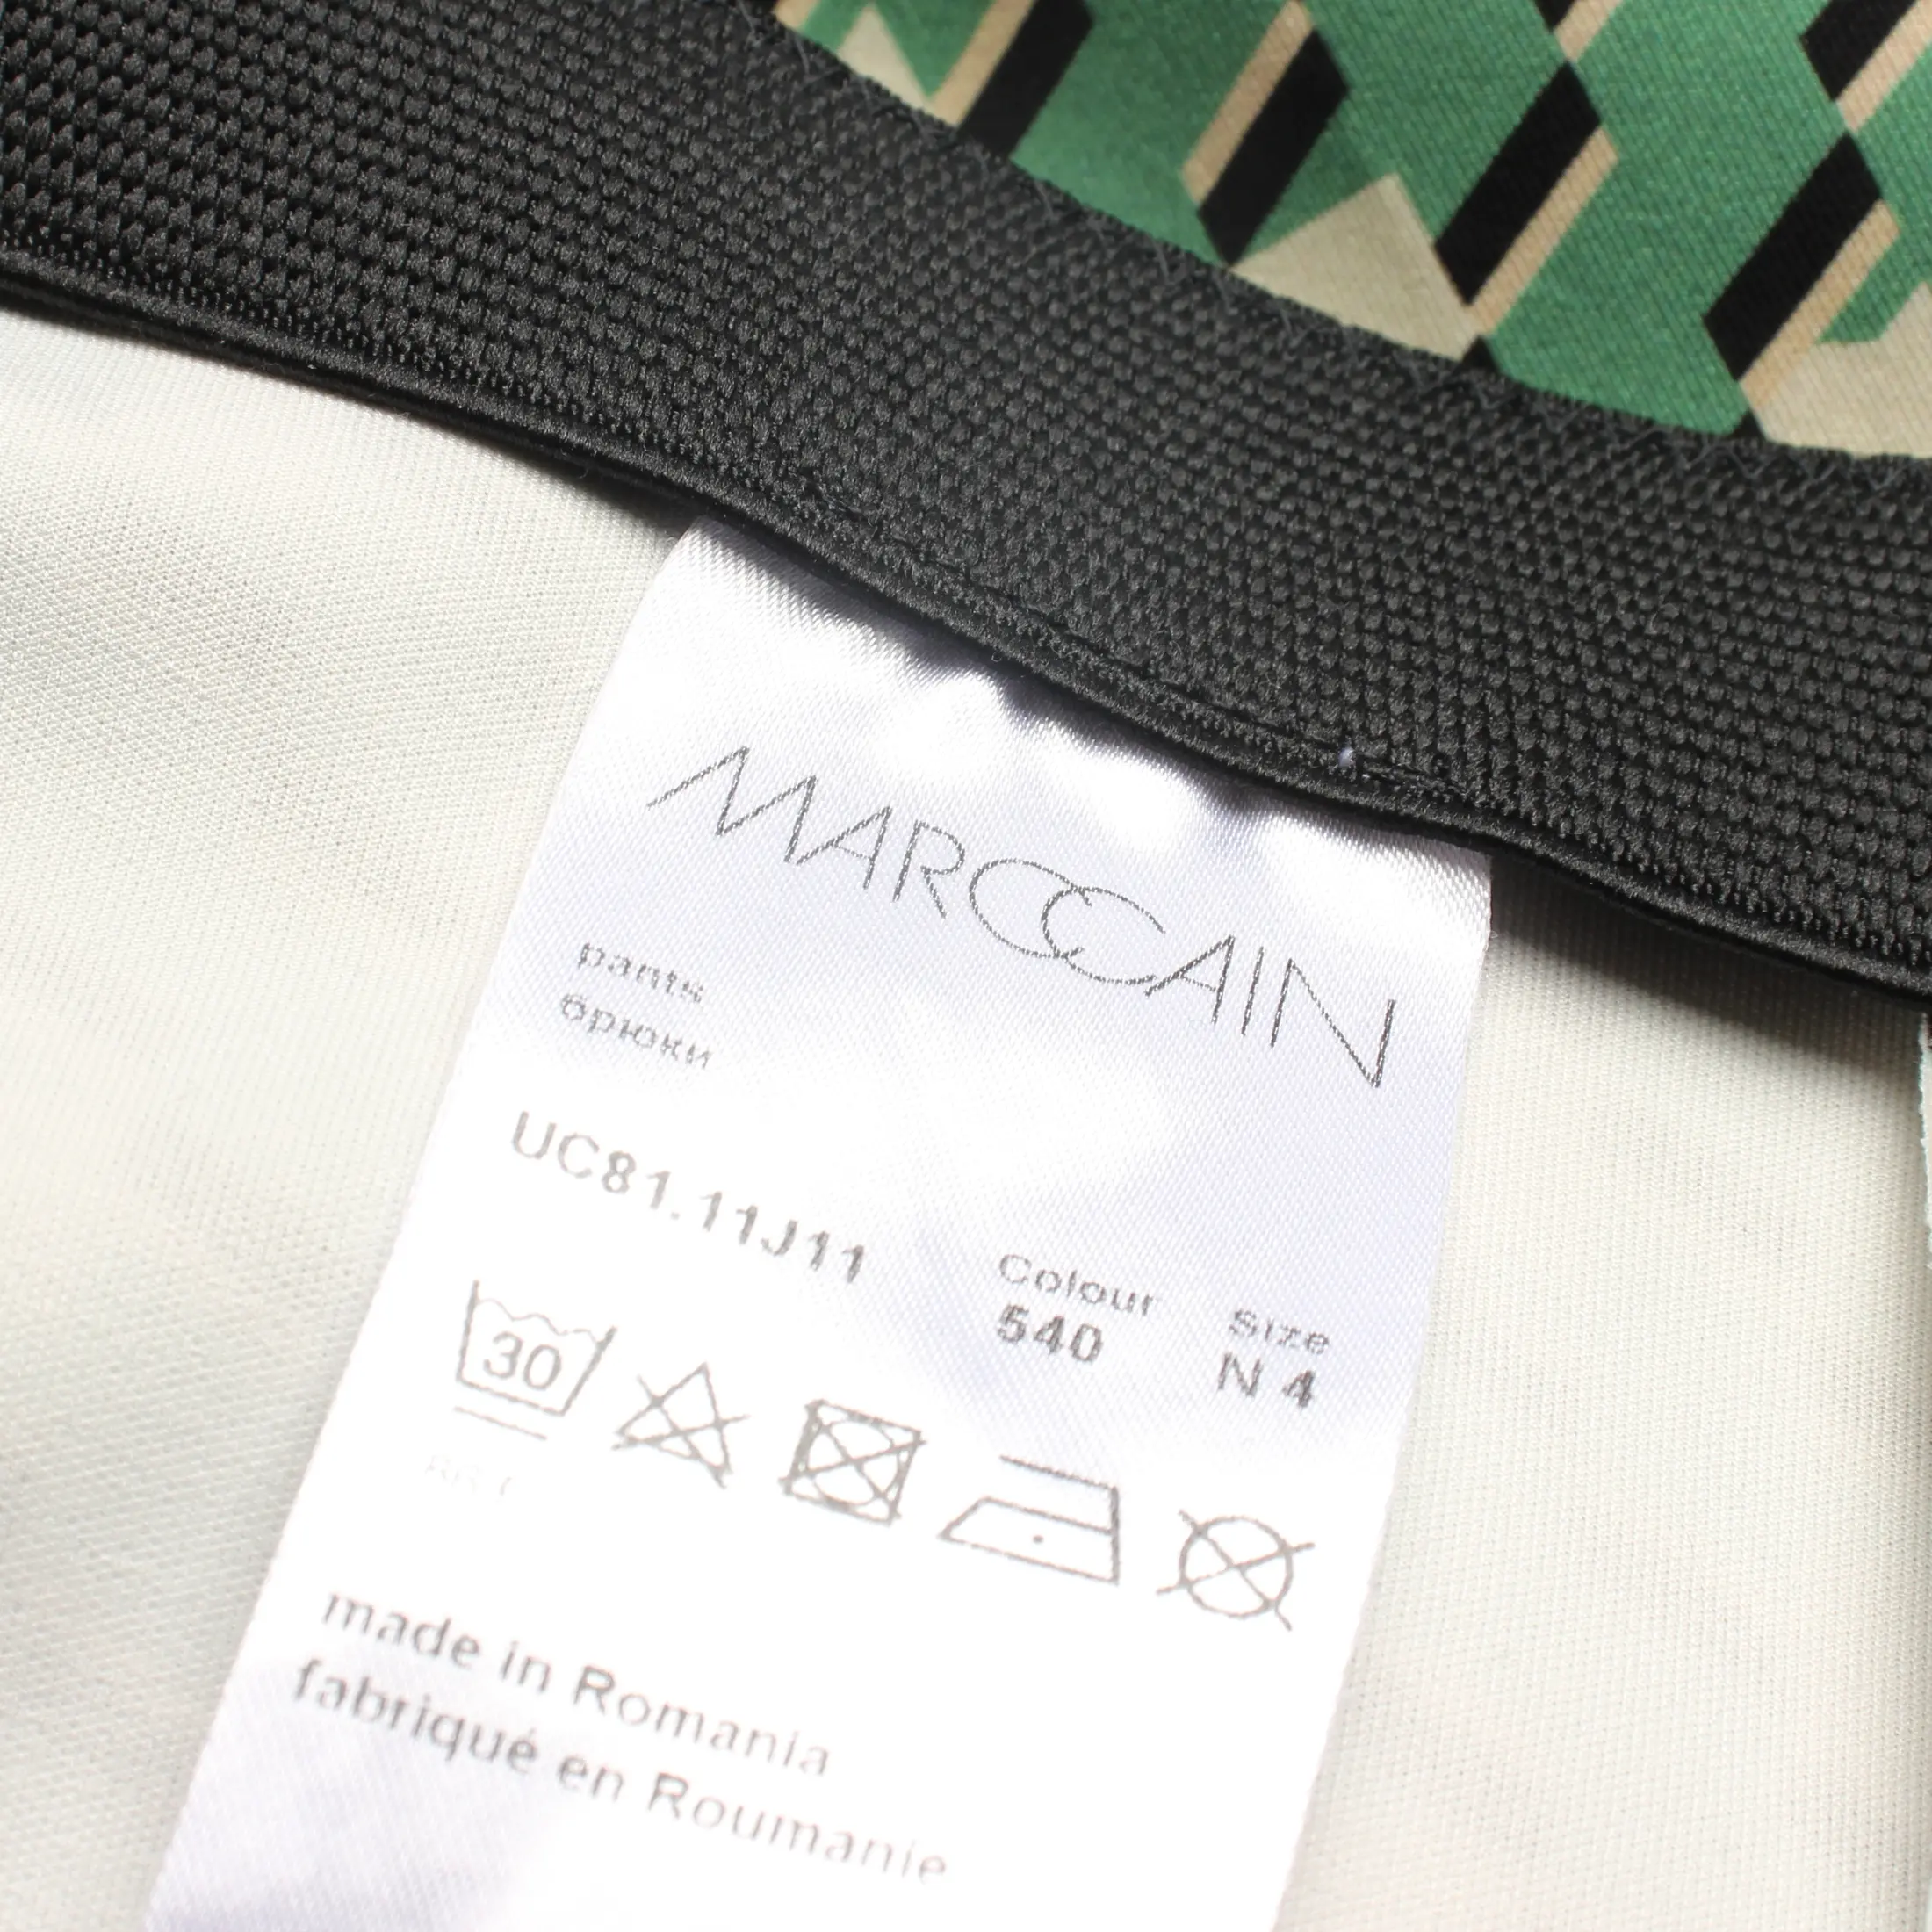 MARCCAIN
pants
брюки
UC81.11J11
Colour Size
540 N 4
30
made in Romania
fabriqué en Roumanie